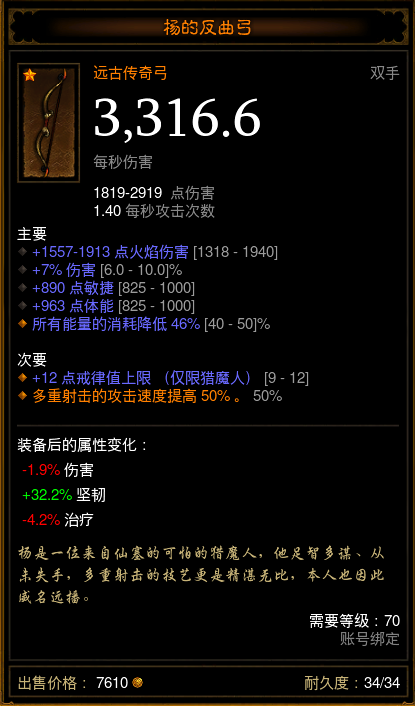 杨的反曲弓
远古传奇弓 双手
3,316.6
每秒伤害
1819-2919 点伤害
1.40 每秒攻击次数
主要
+1557-1913 点火焰伤害 [1318 - 1940]
+7% 伤害 [6.0 - 10.0]%
+890 点敏捷 [825 - 1000]
+963 点体能 [825 - 1000]
所有能量的消耗降低 46% [40 - 50]%
次要
+12 点戒律值上限 （仅限猎魔人） [9 - 12]
多重射击的攻击速度提高 50% 。 50%
装备后的属性变化：
-1.9% 伤害
+32.2% 坚韧
-4.2% 治疗
杨是一位来自仙塞的可怕的猎魔人，他足智多谋、从
未失手，多重射击的技艺更是精湛无比，本人也因此
威名远播。
需要等级：70
账号绑定
出售价格： 7610 耐久度：34/34